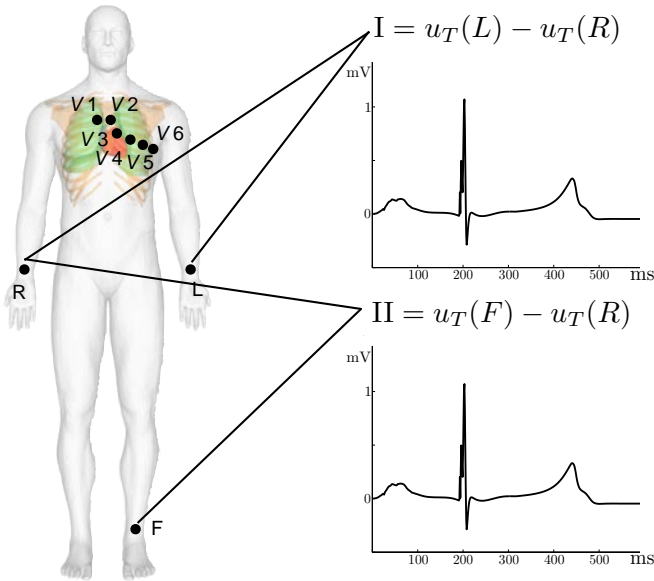 I = u_T(L) − u_T(R)
mV
V1 V2
V3 V6
V4 V5
1
0
100 200 300 400 500 ms
R
L
II = u_T(F) − u_T(R)
mV
1
0
F
100 200 300 400 500 ms